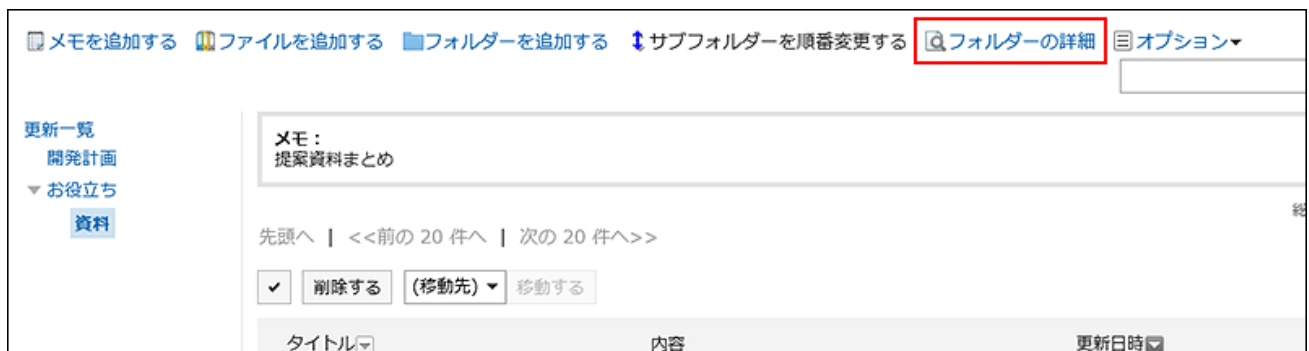 メモを追加する ファイルを追加する フォルダーを追加する サブフォルダーを順番変更する フォルダーの詳細 オプション
更新一覧
開発計画
お役立ち
資料
メモ：
提案資料まとめ
先頭へ | <<前の 20 件へ | 次の 20 件へ>>
削除する (移動先) 移動する
タイトル 内容 更新日時